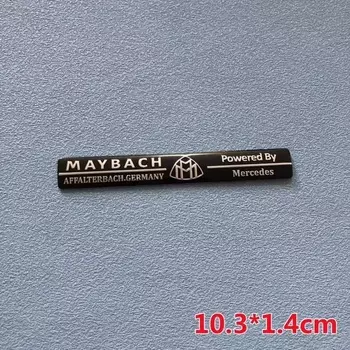 MAYBACH
AFFALTERBACH.GERMANY
Powered By
Mercedes
10.3*1.4cm